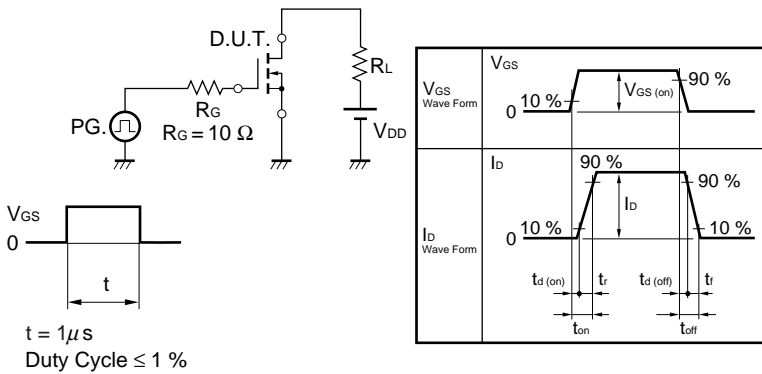 D.U.T.
RL
RG
PG.
RG = 10 Ω
VDD
VGS
0
t
t = 1μ s
Duty Cycle ≤ 1 %
VGS
Wave Form
VGS
10 %
0
VGS (on)
90 %
ID
Wave Form
ID
90 %
90 %
10 %
0
ID
10 %
td (on)
tr
td (off)
tf
ton
toff